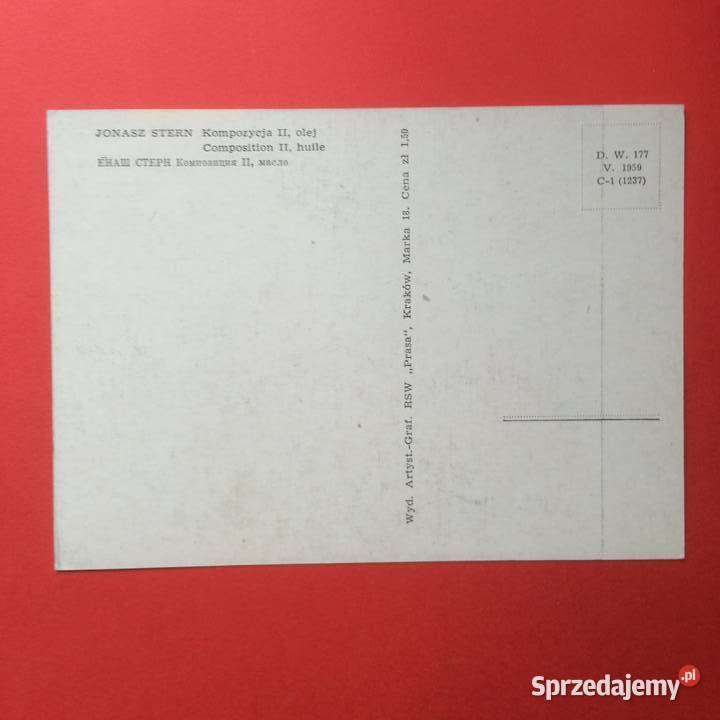 JONASZ STERN Kompozycja II, olej
Composition II, huile
ЁНАШ СТЕРН Композиция II, масло
Wyd. Artyst.-Graf. RSW „Prasa“, Kraków, Marka 18. Cena zł 1,50
D. W. 177
V. 1959
C-1 (1237)
Sprzedajemy.pl